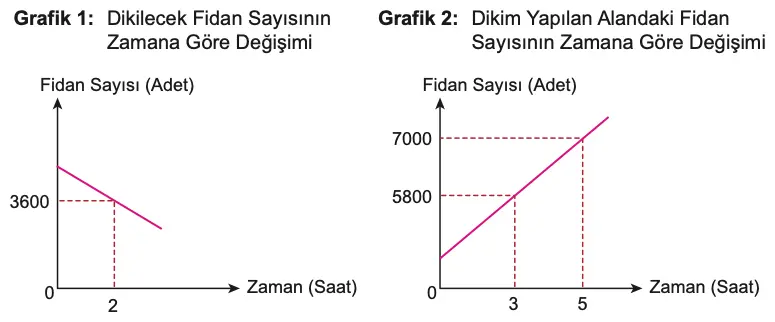 Grafik 1: Dikilecek Fidan Sayısının
Zamana Göre Değişimi
Fidan Sayısı (Adet)
3600
0
2
Zaman (Saat)
Grafik 2: Dikim Yapılan Alandaki Fidan
Sayısının Zamana Göre Değişimi
Fidan Sayısı (Adet)
7000
5800
0
3
5
Zaman (Saat)